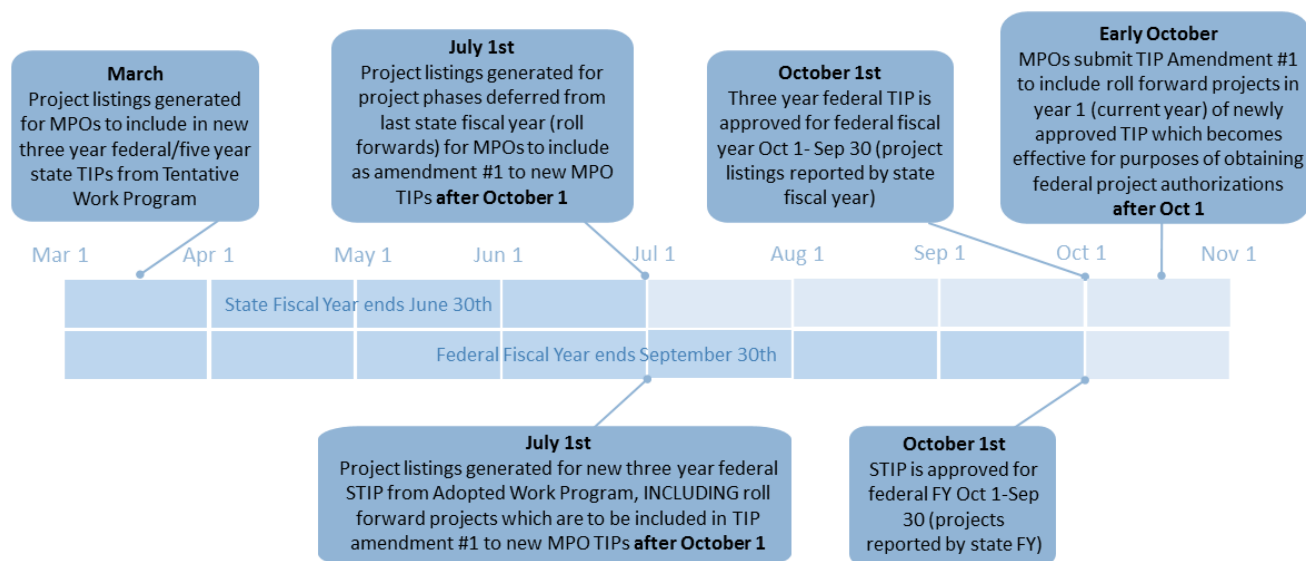 March
Project listings generated
for MPOs to include in new
three year federal/five year
state TIPs from Tentative
Work Program
July 1st
Project listings generated for
project phases deferred from
last state fiscal year (roll
forwards) for MPOs to include
as amendment #1 to new MPO
TIPs after October 1
October 1st
Three year federal TIP is
approved for federal fiscal
year Oct 1- Sep 30 (project
listings reported by state
fiscal year)
Early October
MPOs submit TIP Amendment #1
to include roll forward projects in
year 1 (current year) of newly
approved TIP which becomes
effective for purposes of obtaining
federal project authorizations
after Oct 1
Mar 1
Apr 1
May 1
Jun 1
Jul 1
Aug 1
Sep 1
Oct 1
Nov 1
State Fiscal Year ends June 30th
Federal Fiscal Year ends September 30th
July 1st
Project listings generated for new three year federal
STIP from Adopted Work Program, INCLUDING roll
forward projects which are to be included in TIP
amendment #1 to new MPO TIPs after October 1
October 1st
STIP is approved for
federal FY Oct 1-Sep
30 (projects
reported by state FY)